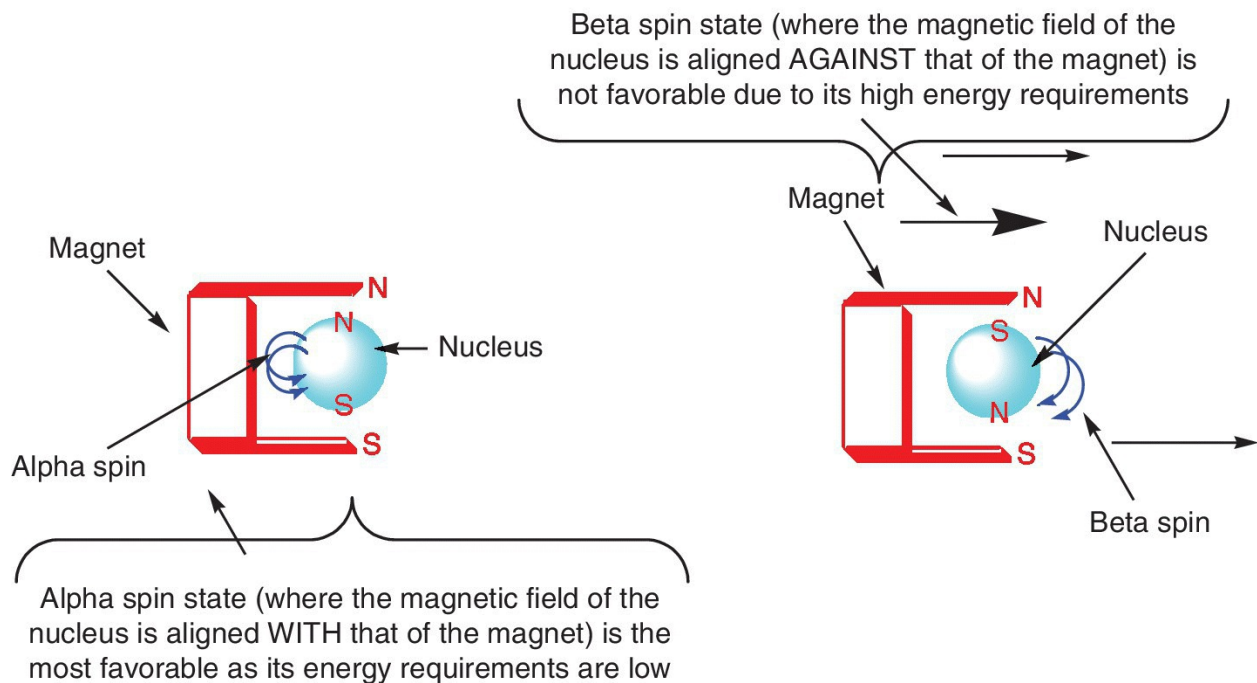 Beta spin state (where the magnetic field of the
nucleus is aligned AGAINST that of the magnet) is
not favorable due to its high energy requirements
Magnet
Nucleus
Magnet
N
N
Nucleus
S
S
Alpha spin
N
S
N
S
Beta spin
Alpha spin state (where the magnetic field of the
nucleus is aligned WITH that of the magnet) is the
most favorable as its energy requirements are low